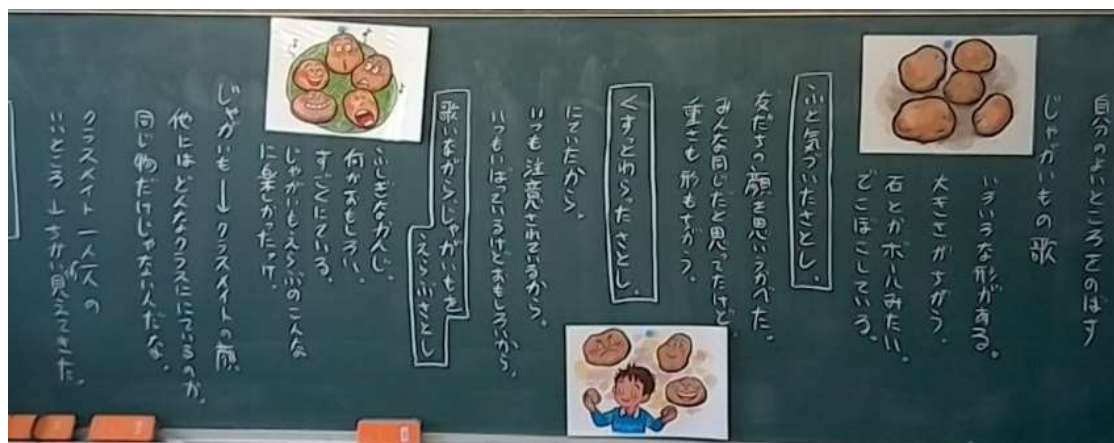 自分のよいところをのばす
じゃがいもの歌
いろいろな形がある。
大きさがちがう。
石とかボールみたい。
でこぼこしている。
ふと気づいたさとし。
友だちの顔を思いうかべた。
みんな同じだと思ってたけど、
重さも形もちがう。
くすっとわらったさとし。
にていたから。
いつも注意されているから。
いつもいばっているけどおもしろいから。
歌いながら、じゃがいもを
えらぶさとし
ふしぎなかんじ。
何かおもしろい。
すごくにている。
じゃがいもえらぶのこんな
に楽しかったっけ。
じゃがいも→クラスメイトの顔。
他にはどんなクラスににているのか。
同じ物だけじゃないんだな。
クラスメイト一人一人の
いいところ ちがい見えてきた。